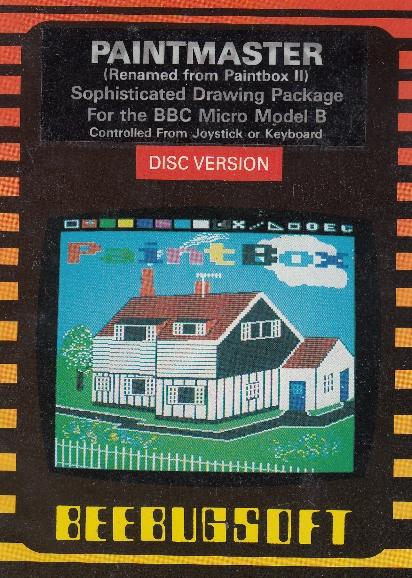 PAINTMASTER
(Renamed from Paintbox II)
Sophisticated Drawing Package
For the BBC Micro Model B
Controlled From Joystick or Keyboard
DISC VERSION
PaintBox
BEEBUGSOFT